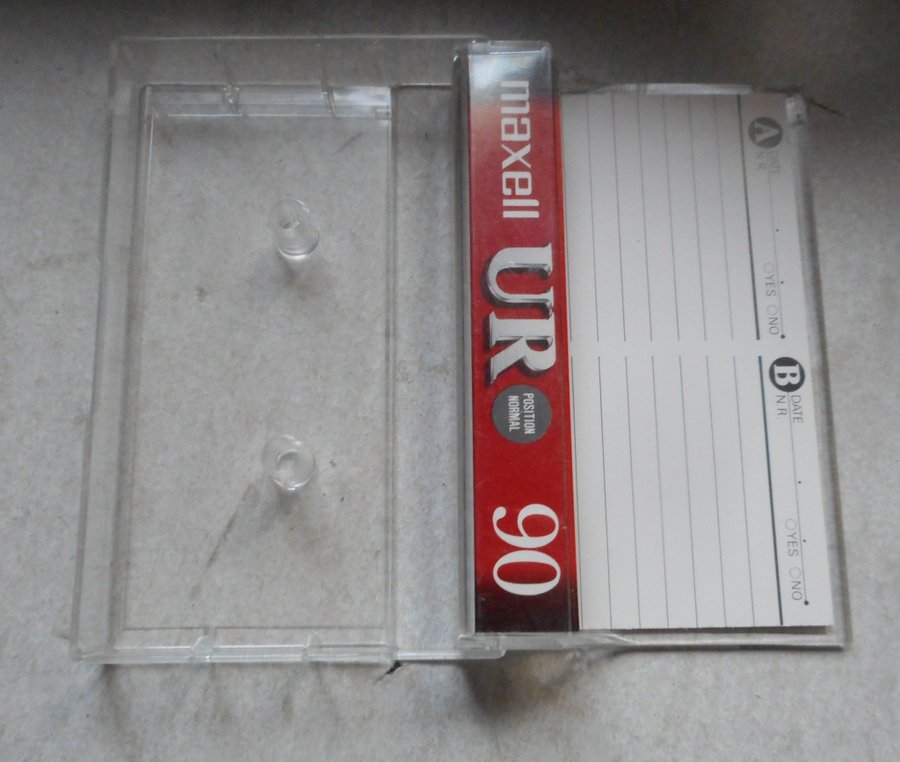 maxell
UR
POSITION
NORMAL
90
A DATE
N.R.
YES NO
B DATE
N.R.
YES NO